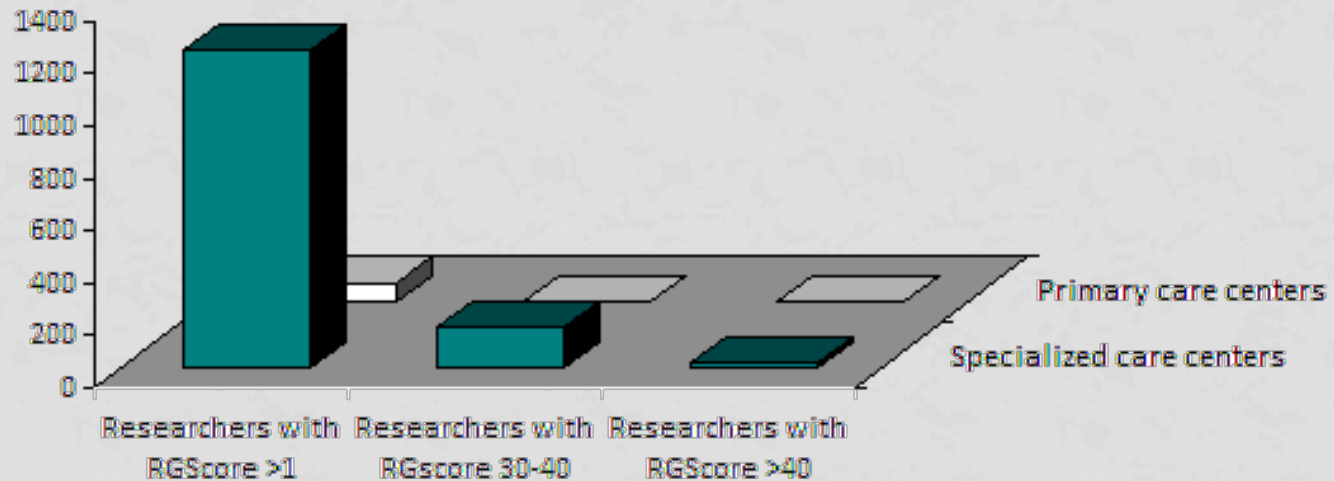 1400
1200
1000
800
600
400
200
0
Primary care centers
Specialized care centers
Researchers with
RGScore >1
Researchers with
RGscore 30-40
Researchers with
RGScore >40